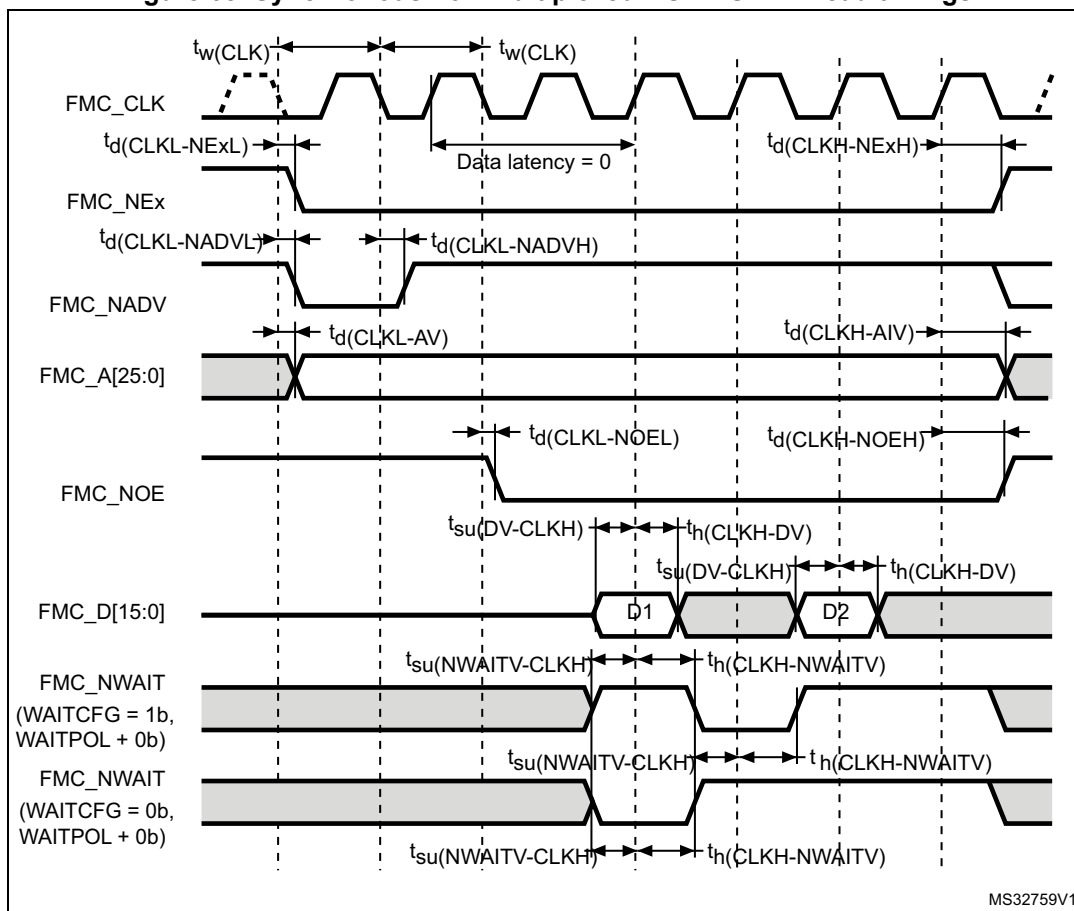 tw(CLK) tw(CLK)
FMC_CLK
td(CLKL-NExL) Data latency = 0 td(CLKH-NExH)
FMC_NEx
td(CLKL-NADVL) td(CLKL-NADVH)
FMC_NADV
td(CLKL-AV) td(CLKH-AIV)
FMC_A[25:0]
td(CLKL-NOEL) td(CLKH-NOEH)
FMC_NOE
tsu(DV-CLKH) th(CLKH-DV)
tsu(DV-CLKH) th(CLKH-DV)
FMC_D[15:0] D1 D2
tsu(NWAITV-CLKH) th(CLKH-NWAITV)
FMC_NWAIT
(WAITCFG = 1b,
WAITPOL + 0b)
tsu(NWAITV-CLKH) th(CLKH-NWAITV)
FMC_NWAIT
(WAITCFG = 0b,
WAITPOL + 0b)
tsu(NWAITV-CLKH) th(CLKH-NWAITV)
MS32759V1